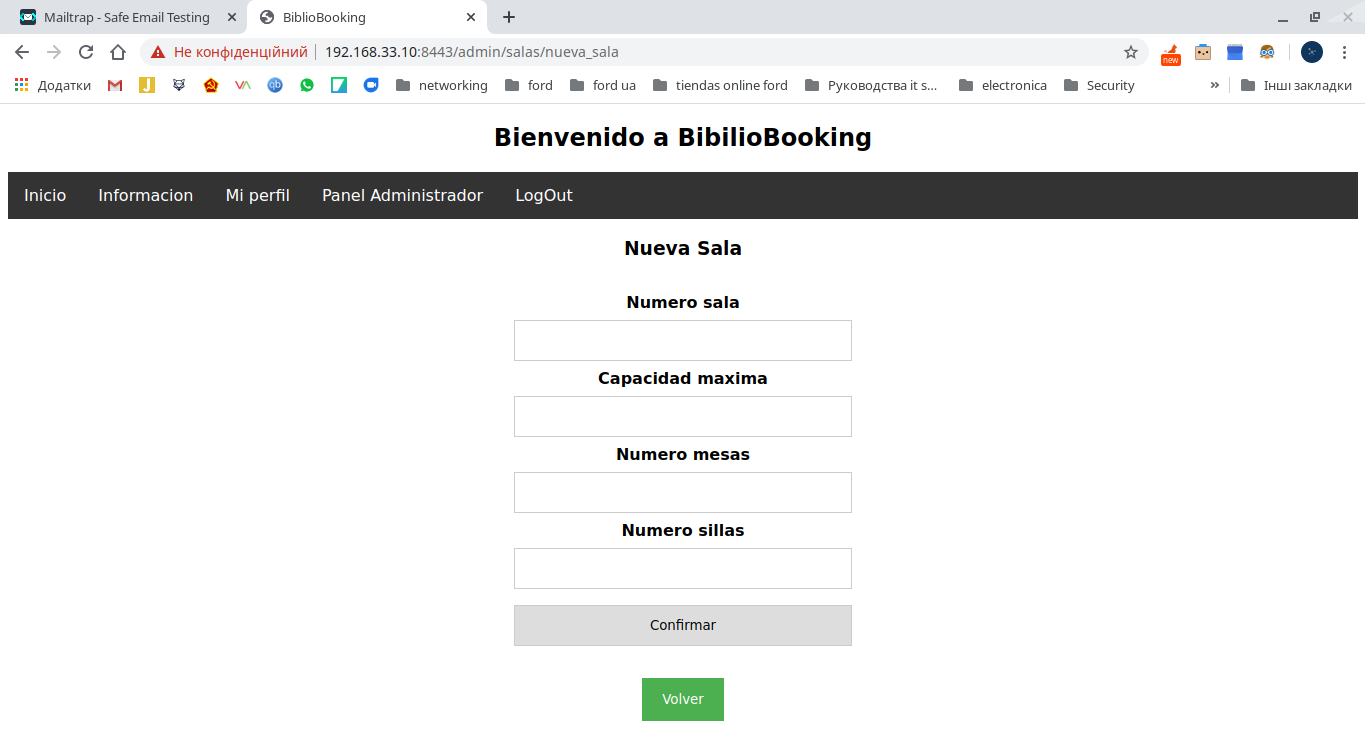 Mailtrap - Safe Email Testing BiblioBooking
Не конфіденційний 192.168.33.10:8443/admin/salas/nueva_sala new
Додатки networking ford ford ua tiendas online ford Руководства it s... electronica Security » Інші закладки
Bienvenido a BibilioBooking
Inicio Informacion Mi perfil Panel Administrador LogOut
Nueva Sala
Numero sala
Capacidad maxima
Numero mesas
Numero sillas
Confirmar
Volver